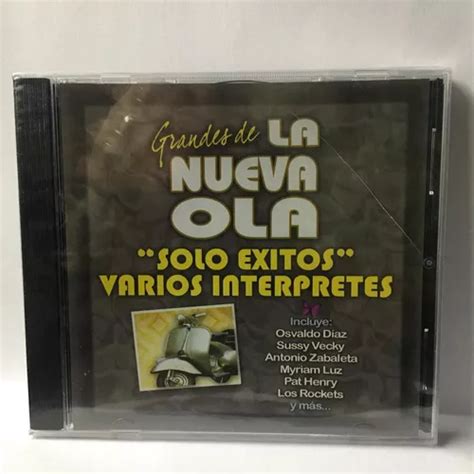 Grandes de LA
NUEVA
OLA
"SOLO EXITOS"
VARIOS INTERPRETES
Incluye:
Osvaldo Diaz
Sussy Vecky
Antonio Zabaleta
Myriam Luz
Pat Henry
Los Rockets
y más...